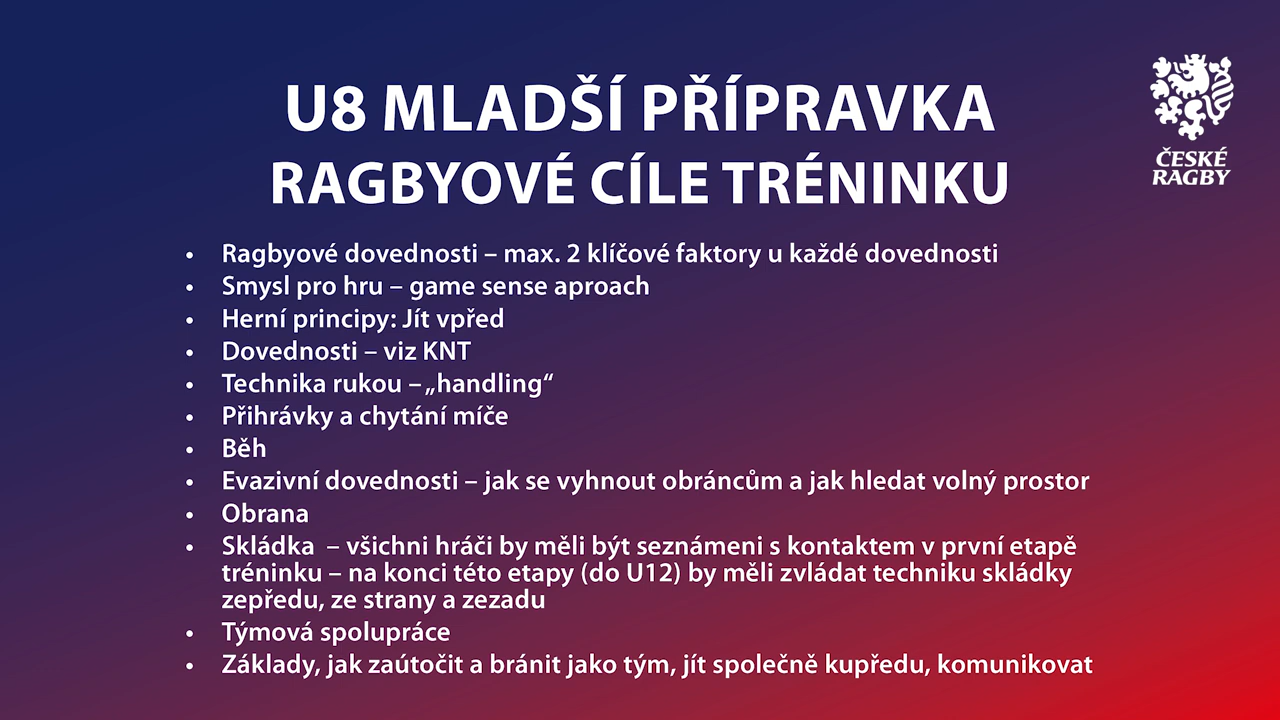 U8 MLADŠÍ PŘÍPRAVKA
RAGBYOVÉ CÍLE TRÉNINKU
ČESKÉ
RAGBY
• Ragbyové dovednosti – max. 2 klíčové faktory u každé dovednosti
• Smysl pro hru – game sense aproach
• Herní principy: Jít vpřed
• Dovednosti – viz KNT
• Technika rukou – „handling“
• Přihrávky a chytání míče
• Běh
• Evazivní dovednosti – jak se vyhnout obráncům a jak hledat volný prostor
• Obrana
• Skládka – všichni hráči by měli být seznámeni s kontaktem v první etapě
tréninku – na konci této etapy (do U12) by měli zvládat techniku skládky
zepředu, ze strany a zezadu
• Týmová spolupráce
• Základy, jak zaútočit a bránit jako tým, jít společně kupředu, komunikovat